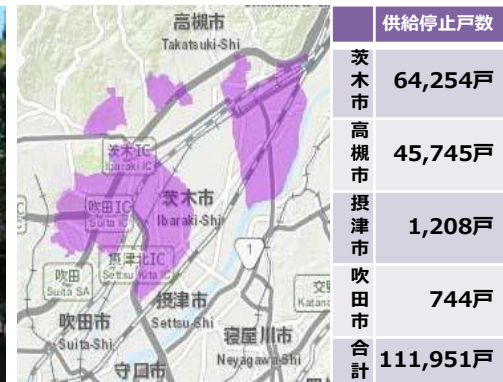 高槻市
Takatsuki-Shi
茨木IC
Ibaraki IC
吹田IC
Suita IC
茨木市
Ibaraki-Shi
摂津北IC
Settsu Kita IC
1
吹田
Suita SA
摂津市
Settsu-Shi
吹田市
Suita-Shi
寝屋川市
Neyagawa-Shi
守口市
供給停止戸数
茨木市 64,254戸
高槻市 45,745戸
摂津市 1,208戸
吹田市 744戸
合計 111,951戸